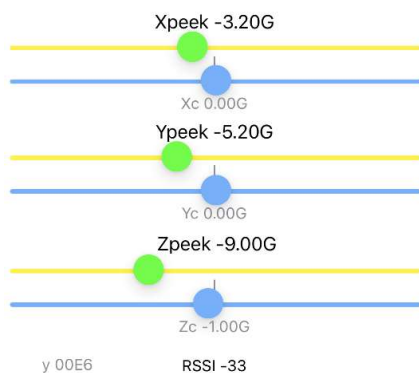 Xpeek -3.20G
Xc 0.00G
Ypeek -5.20G
Yc 0.00G
Zpeek -9.00G
Zc -1.00G
y 00E6 RSSI -33